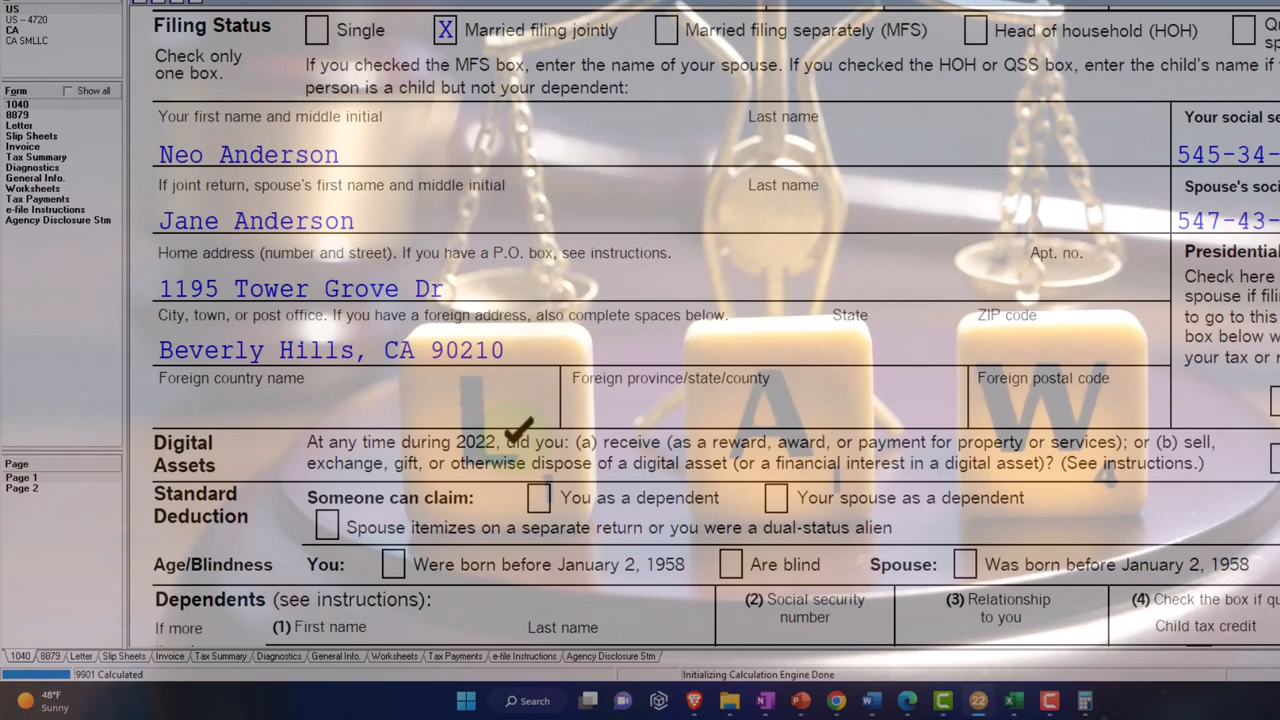 US
US -- 4720
CA
CA SMLLC
Form
Show all
1040
8879
Letter
Slip Sheets
Invoice
Tax Summary
Diagnostics
General Info.
Worksheets
Tax Payments
e-file Instructions
Agency Disclosure Stm
Page
Page 1
Page 2
Filing Status
Check only
one box.
Single
X Married filing jointly
Married filing separately (MFS)
Head of household (HOH)
If you checked the MFS box, enter the name of your spouse. If you checked the HOH or QSS box, enter the child's name if
person is a child but not your dependent:
Your first name and middle initial
Last name
Your social
Neo Anderson
545-34-
If joint return, spouse's first name and middle initial
Last name
Spouse's
Jane Anderson
547-43-
Home address (number and street). If you have a P.O. box, see instructions.
Apt. no.
1195 Tower Grove Dr
City, town, or post office. If you have a foreign address, also complete spaces below.
State
ZIP code
Beverly Hills, CA 90210
Foreign country name
Foreign province/state/county
Foreign postal code
Presidential
Check here
spouse if
to go to this
box below
your tax or
L A W
1 1 4
Digital
Assets
At any time during 2022, did you: (a) receive (as a reward, award, or payment for property or services); or (b) sell,
exchange, gift, or otherwise dispose of a digital asset (or a financial interest in a digital asset)? (See instructions.)
Standard
Deduction
Someone can claim:
You as a dependent
Your spouse as a dependent
Spouse itemizes on a separate return or you were a dual-status alien
Age/Blindness
You:
Were born before January 2, 1958
Are blind
Spouse:
Was born before January 2, 1958
Dependents (see instructions):
If more
(1) First name
Last name
(2) Social security
number
(3) Relationship
to you
(4) Check the box if
Child tax credit
1040 8879 Letter Slip Sheets Invoice Tax Summary Diagnostics General Info. Worksheets Tax Payments e-file Instructions Agency Disclosure Stm
9901 Calculated
Initializing Calculation Engine Done
48°F
Sunny
Search
22